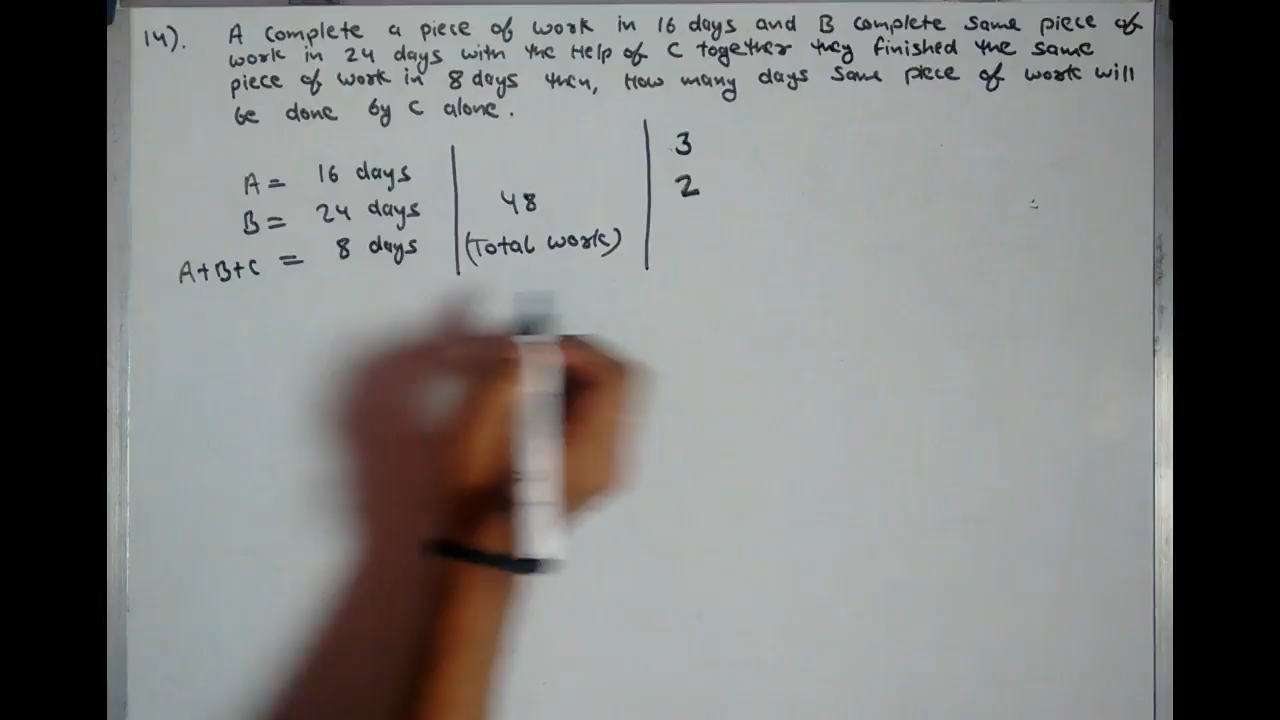 14). A complete a piece of work in 16 days and B complete same piece of
work in 24 days with the Help of C together they finished the same
piece of work in 8 days then, How many days same piece of work will
be done by C alone.
A = 16 days
B = 24 days
A+B+C = 8 days
48
(Total work)
3
2